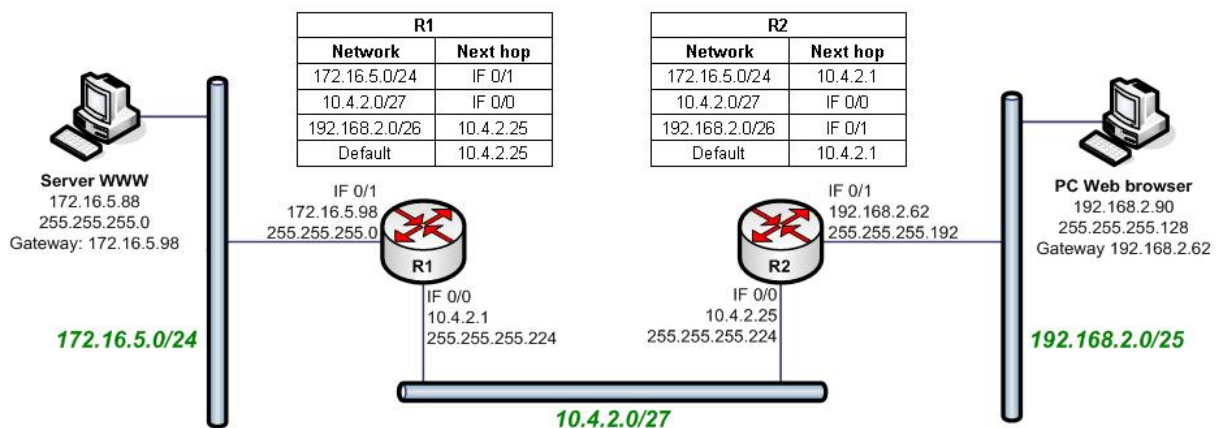 R1
Network Next hop
172.16.5.0/24 IF 0/1
10.4.2.0/27 IF 0/0
192.168.2.0/26 10.4.2.25
Default 10.4.2.25
R2
Network Next hop
172.16.5.0/24 10.4.2.1
10.4.2.0/27 IF 0/0
192.168.2.0/26 IF 0/1
Default 10.4.2.1
Server WWW
172.16.5.88
255.255.255.0
Gateway: 172.16.5.98
IF 0/1
172.16.5.98
255.255.255.0
R1
IF 0/0
10.4.2.1
255.255.255.224
IF 0/1
192.168.2.62
255.255.255.192
R2
IF 0/0
10.4.2.25
255.255.255.224
PC Web browser
192.168.2.90
255.255.255.128
Gateway 192.168.2.62
172.16.5.0/24
192.168.2.0/25
10.4.2.0/27